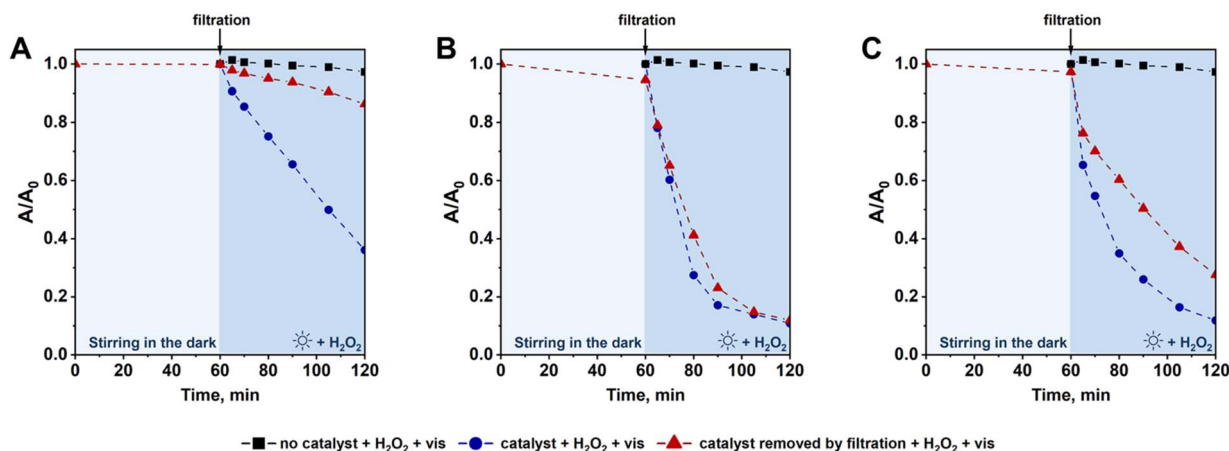 filtration
A
1.0
0.8
0.6
0.4
0.2
0.0
A/A₀
Stirring in the dark
+ H₂O₂
0 20 40 60 80 100 120
Time, min
filtration
B
1.0
0.8
0.6
0.4
0.2
0.0
A/A₀
Stirring in the dark
+ H₂O₂
0 20 40 60 80 100 120
Time, min
filtration
C
1.0
0.8
0.6
0.4
0.2
0.0
A/A₀
Stirring in the dark
+ H₂O₂
0 20 40 60 80 100 120
Time, min
no catalyst + H₂O₂ + vis catalyst + H₂O₂ + vis catalyst removed by filtration + H₂O₂ + vis